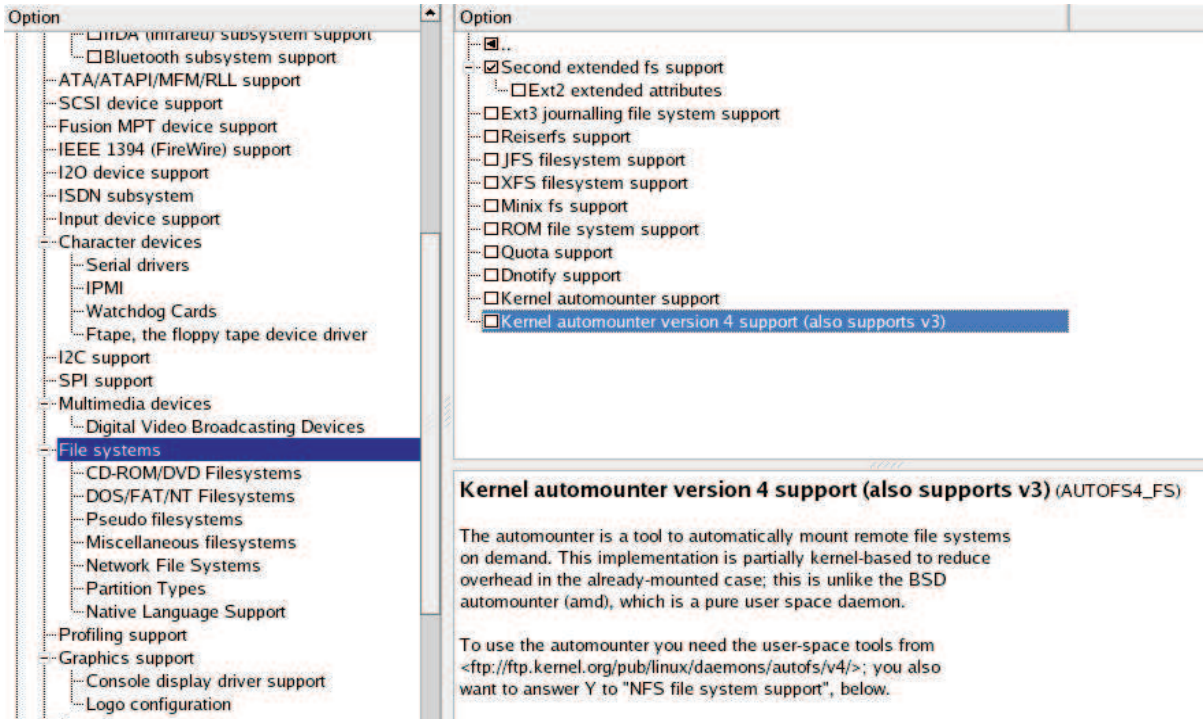 Option
IrDA (infrared) subsystem support
Bluetooth subsystem support
ATA/ATAPI/MFM/RLL support
SCSI device support
Fusion MPT device support
IEEE 1394 (FireWire) support
I2O device support
ISDN subsystem
Input device support
Character devices
Serial drivers
IPMI
Watchdog Cards
Ftape, the floppy tape device driver
I2C support
SPI support
Multimedia devices
Digital Video Broadcasting Devices
File systems
CD-ROM/DVD Filesystems
DOS/FAT/NT Filesystems
Pseudo filesystems
Miscellaneous filesystems
Network File Systems
Partition Types
Native Language Support
Profiling support
Graphics support
Console display driver support
Logo configuration
Option
..
Second extended fs support
Ext2 extended attributes
Ext3 journalling file system support
Reiserfs support
JFS filesystem support
XFS filesystem support
Minix fs support
ROM file system support
Quota support
Dnotify support
Kernel automounter support
Kernel automounter version 4 support (also supports v3)
Kernel automounter version 4 support (also supports v3) (AUTOFS4_FS)
The automounter is a tool to automatically mount remote file systems
on demand. This implementation is partially kernel-based to reduce
overhead in the already-mounted case; this is unlike the BSD
automounter (amd), which is a pure user space daemon.
To use the automounter you need the user-space tools from
<ftp://ftp.kernel.org/pub/linux/daemons/autofs/v4/>; you also
want to answer Y to "NFS file system support", below.